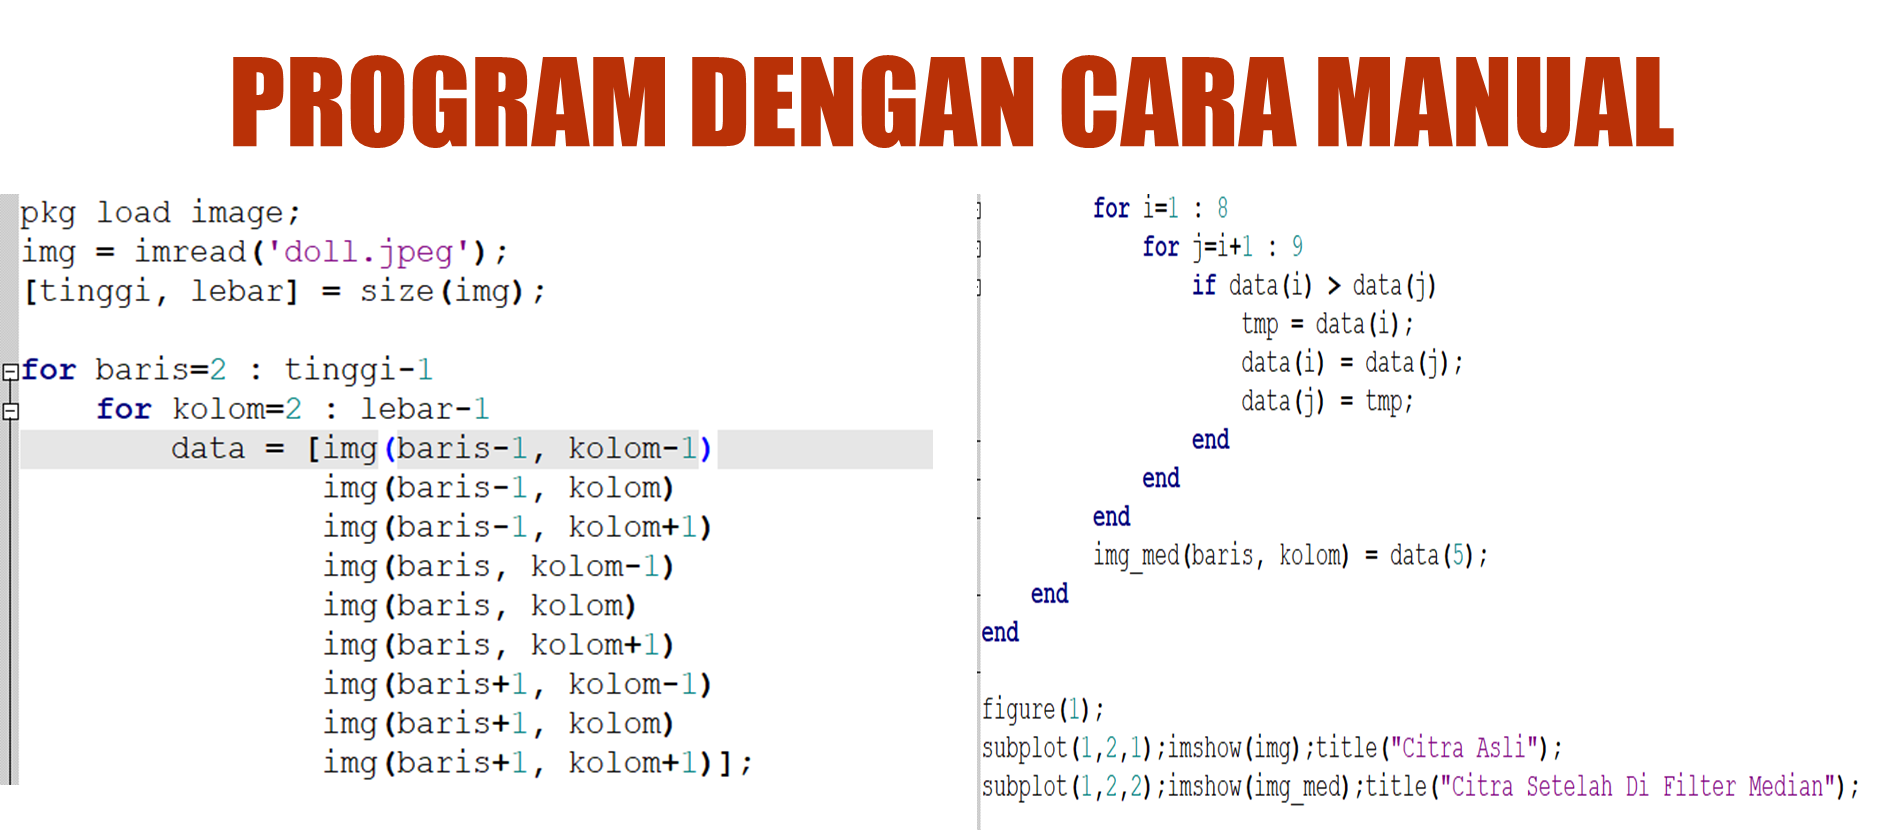 PROGRAM DENGAN CARA MANUAL
pkg load image;
img = imread('doll.jpeg');
[tinggi, lebar] = size(img);
for baris=2 : tinggi-1
for kolom=2 : lebar-1
data = [img(baris-1, kolom-1)
img(baris-1, kolom)
img(baris-1, kolom+1)
img(baris, kolom-1)
img(baris, kolom)
img(baris, kolom+1)
img(baris+1, kolom-1)
img(baris+1, kolom)
img(baris+1, kolom+1)];
for i=1 : 8
for j=i+1 : 9
if data(i) > data(j)
tmp = data(i);
data(i) = data(j);
data(j) = tmp;
end
end
end
img_med(baris, kolom) = data(5);
end
end
figure(1);
subplot(1,2,1);imshow(img);title("Citra Asli");
subplot(1,2,2);imshow(img_med);title("Citra Setelah Di Filter Median");